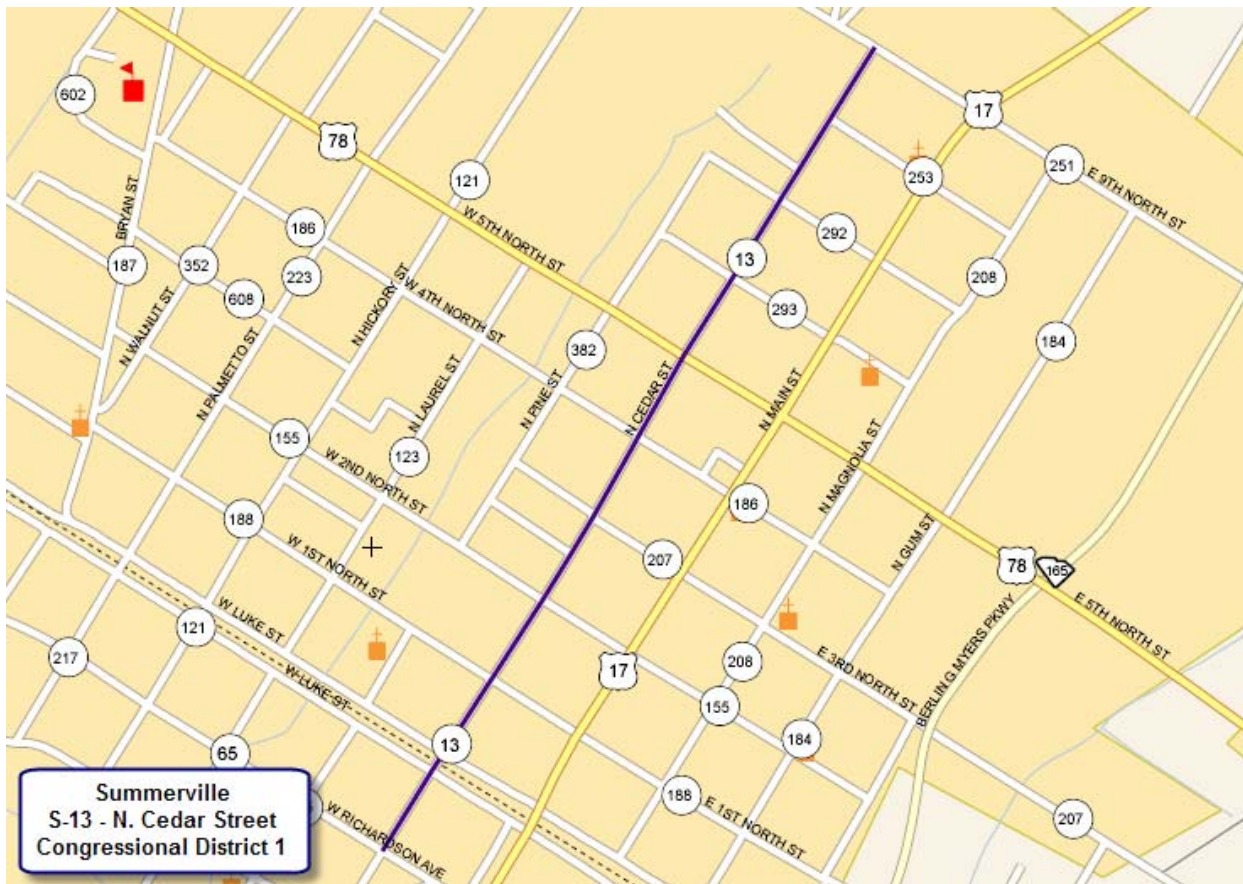 602
78
17
121
253
251
E 9TH NORTH ST
BRYAN ST
W 5TH NORTH ST
186
292
187
352
223
13
208
608
N WALNUT ST
N HICKORY ST
W 4TH NORTH ST
293
184
N PALMETTO ST
382
N LAUREL ST
N PINE ST
N CEDAR ST
N MAIN ST
155
123
W 2ND NORTH ST
N MAGNOLIA ST
186
188
W 1ST NORTH ST
207
N GUM ST
78
165
E 5TH NORTH ST
W LUKE ST
121
217
W LUKE ST
17
208
E 3RD NORTH ST
BERLIN G MYERS PKWY
155
65
13
184
188
E 1ST NORTH ST
207
W RICHARDSON AVE
Summerville
S-13 - N. Cedar Street
Congressional District 1